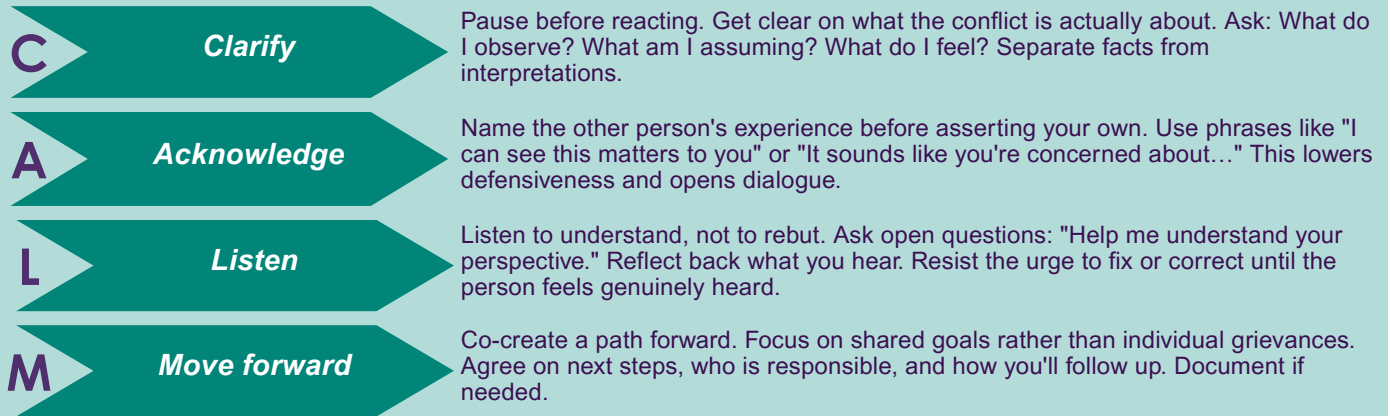 C
Clarify
Pause before reacting. Get clear on what the conflict is actually about. Ask: What do
I observe? What am I assuming? What do I feel? Separate facts from
interpretations.
A
Acknowledge
Name the other person's experience before asserting your own. Use phrases like "I
can see this matters to you" or "It sounds like you're concerned about…" This lowers
defensiveness and opens dialogue.
L
Listen
Listen to understand, not to rebut. Ask open questions: "Help me understand your
perspective." Reflect back what you hear. Resist the urge to fix or correct until the
person feels genuinely heard.
M
Move forward
Co-create a path forward. Focus on shared goals rather than individual grievances.
Agree on next steps, who is responsible, and how you'll follow up. Document if
needed.